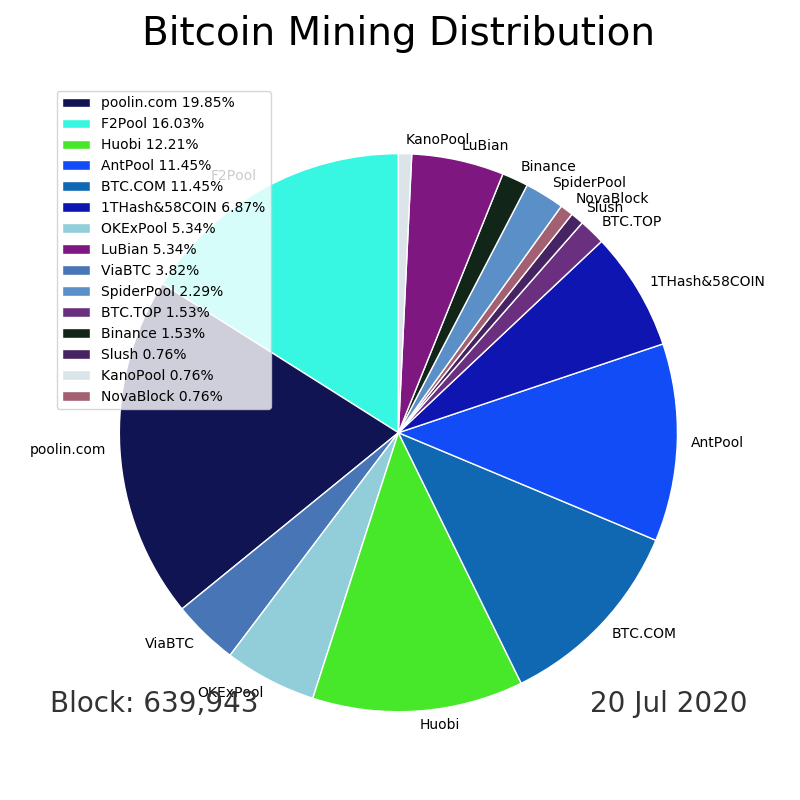 Bitcoin Mining Distribution
poolin.com 19.85%
F2Pool 16.03%
Huobi 12.21%
AntPool 11.45%
BTC.COM 11.45%
1THash&58COIN 6.87%
OKExPool 5.34%
LuBian 5.34%
ViaBTC 3.82%
SpiderPool 2.29%
BTC.TOP 1.53%
Binance 1.53%
Slush 0.76%
KanoPool 0.76%
NovaBlock 0.76%
KanoPool
LuBian
Binance
F2Pool
SpiderPool
NovaBlock
Slush
BTC.TOP
1THash&58COIN
AntPool
poolin.com
BTC.COM
ViaBTC
OKExPool
Huobi
Block: 639,943
20 Jul 2020